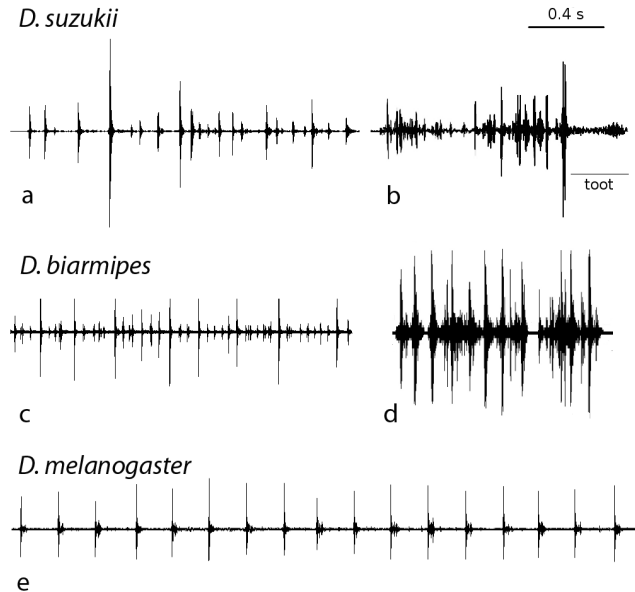 D. suzukii
0.4 s
a
b
toot
D. biarmipes
c
d
D. melanogaster
e